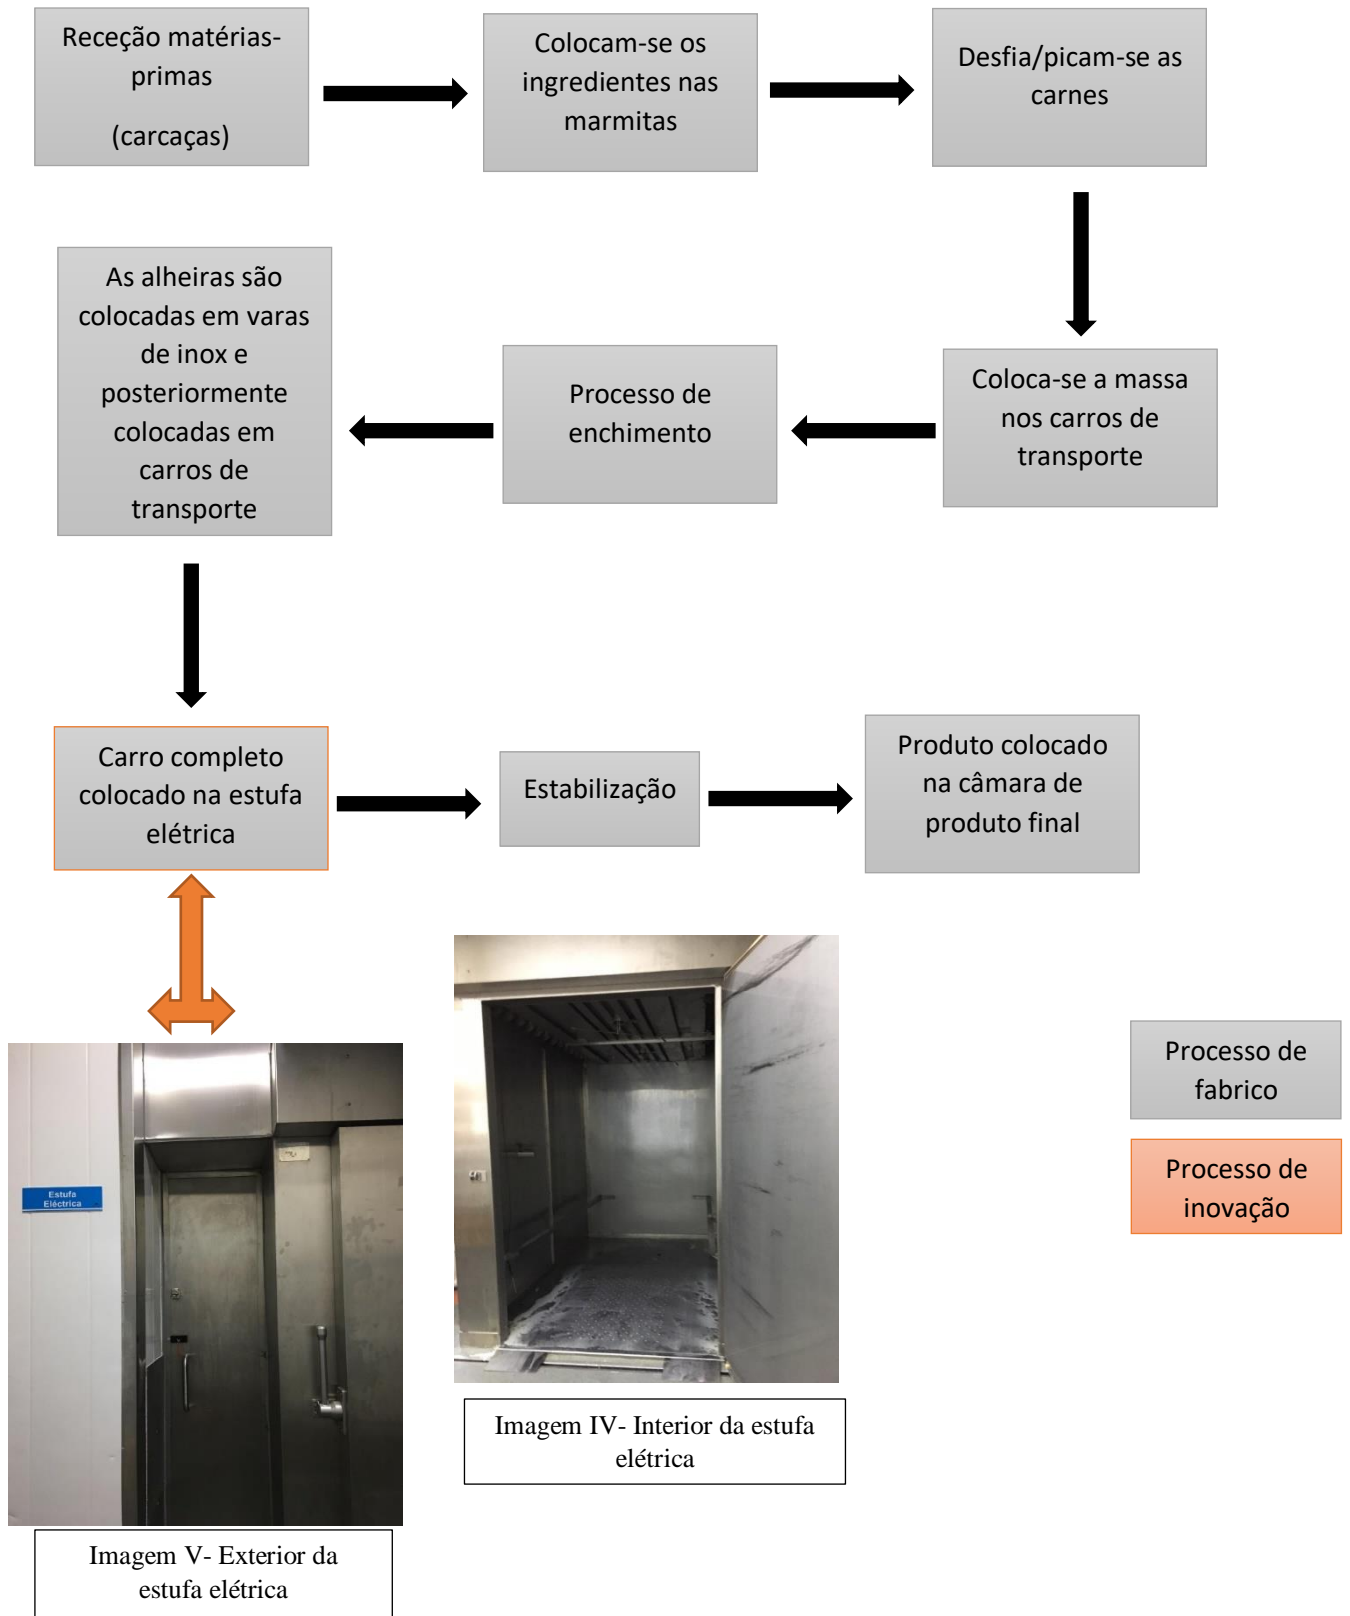 Receção matérias-
primas
(carcaças)
Colocam-se os
ingredientes nas
marmitas
Desfia/picam-se as
carnes
Coloca-se a massa
nos carros de
transporte
Processo de
enchimento
As alheiras são
colocadas em varas
de inox e
posteriormente
colocadas em
carros de
transporte
Carro completo
colocado na estufa
elétrica
Estabilização
Produto colocado
na câmara de
produto final
Processo de
fabrico
Processo de
inovação
Estufa
Eléctrica
Imagem IV- Interior da estufa
elétrica
Imagem V- Exterior da
estufa elétrica